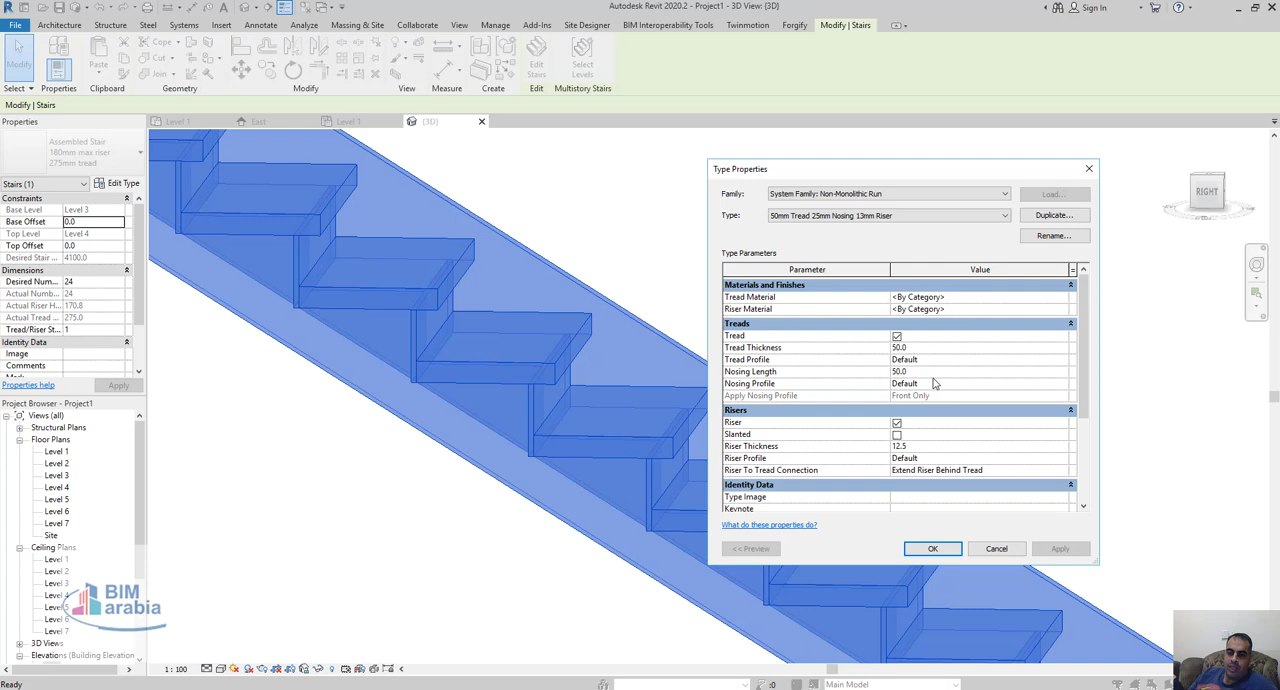 Autodesk Revit 2020.2 - Project1 - 3D View: {3D}
Sign In
File Architecture Structure Steel Systems Insert Annotate Analyze Massing & Site Collaborate View Manage Add-Ins Site Designer BIM Interoperability Tools Twinmotion Forgify Modify | Stairs
Modify Properties Paste Cope Cut Join Edit Stairs Select Levels
Select Properties Clipboard Geometry Modify View Measure Create Edit Multistory Stairs
Modify | Stairs
Properties
Level 1 East Level 1 {3D}
Assembled Stair
180mm max riser
275mm tread
Stairs (1) Edit Type
Constraints
Base Level Level 3
Base Offset 0.0
Top Level Level 4
Top Offset 0.0
Desired Stair ... 4100.0
Dimensions
Desired Num... 24
Actual Numb... 24
Actual Riser H... 170.8
Actual Tread ... 275.0
Tread/Riser St... 1
Identity Data
Image
Comments
Mark
Properties help Apply
Project Browser - Project1
Views (all)
Structural Plans
Floor Plans
Level 1
Level 2
Level 3
Level 4
Level 5
Level 6
Level 7
Site
Ceiling Plans
Level 1
Level 2
Level 3
Level 4
Level 5
Level 6
Level 7
3D Views
Elevations (Building Elevation
BIM
arabia
RIGHT
Type Properties
Family: System Family: Non-Monolithic Run Load...
Type: 50mm Tread 25mm Nosing 13mm Riser Duplicate...
Rename...
Type Parameters
Parameter Value =
Materials and Finishes
Tread Material <By Category>
Riser Material <By Category>
Treads
Tread
Tread Thickness 50.0
Tread Profile Default
Nosing Length 50.0
Nosing Profile Default
Apply Nosing Profile Front Only
Risers
Riser
Slanted
Riser Thickness 12.5
Riser Profile Default
Riser To Tread Connection Extend Riser Behind Tread
Identity Data
Type Image
Keynote
What do these properties do?
<< Preview OK Cancel Apply
1 : 100
Ready :0 Main Model